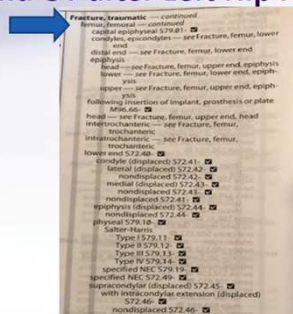 Fracture, traumatic — continued
femur, femoral — continued
capital epiphyseal S79.01-
condyles, epicondyles — see Fracture, femur, lower
end
distal end — see Fracture, femur, lower end
epiphysis
head — see Fracture, femur, upper end, epiphysis
lower — see Fracture, femur, lower end, epiph-
ysis
upper — see Fracture, femur, upper end, epiph-
ysis
following insertion of implant, prosthesis or plate
M96.66-
head — see Fracture, femur, upper end, head
intertrochanteric — see Fracture, femur,
trochanteric
intratrochanteric — see Fracture, femur,
trochanteric
lower end S72.40-
condyle (displaced) S72.41-
lateral (displaced) S72.42-
nondisplaced S72.42-
medial (displaced) S72.43-
nondisplaced S72.43-
nondisplaced S72.41-
epiphysis (displaced) S72.44-
nondisplaced S72.44-
physeal S79.10-
Salter-Harris
Type I S79.11-
Type II S79.12-
Type III S79.13-
Type IV S79.14-
specified NEC S79.19-
specified NEC S72.49-
supracondylar (displaced) S72.45-
with intracondylar extension (displaced)
S72.46-
nondisplaced S72.46-